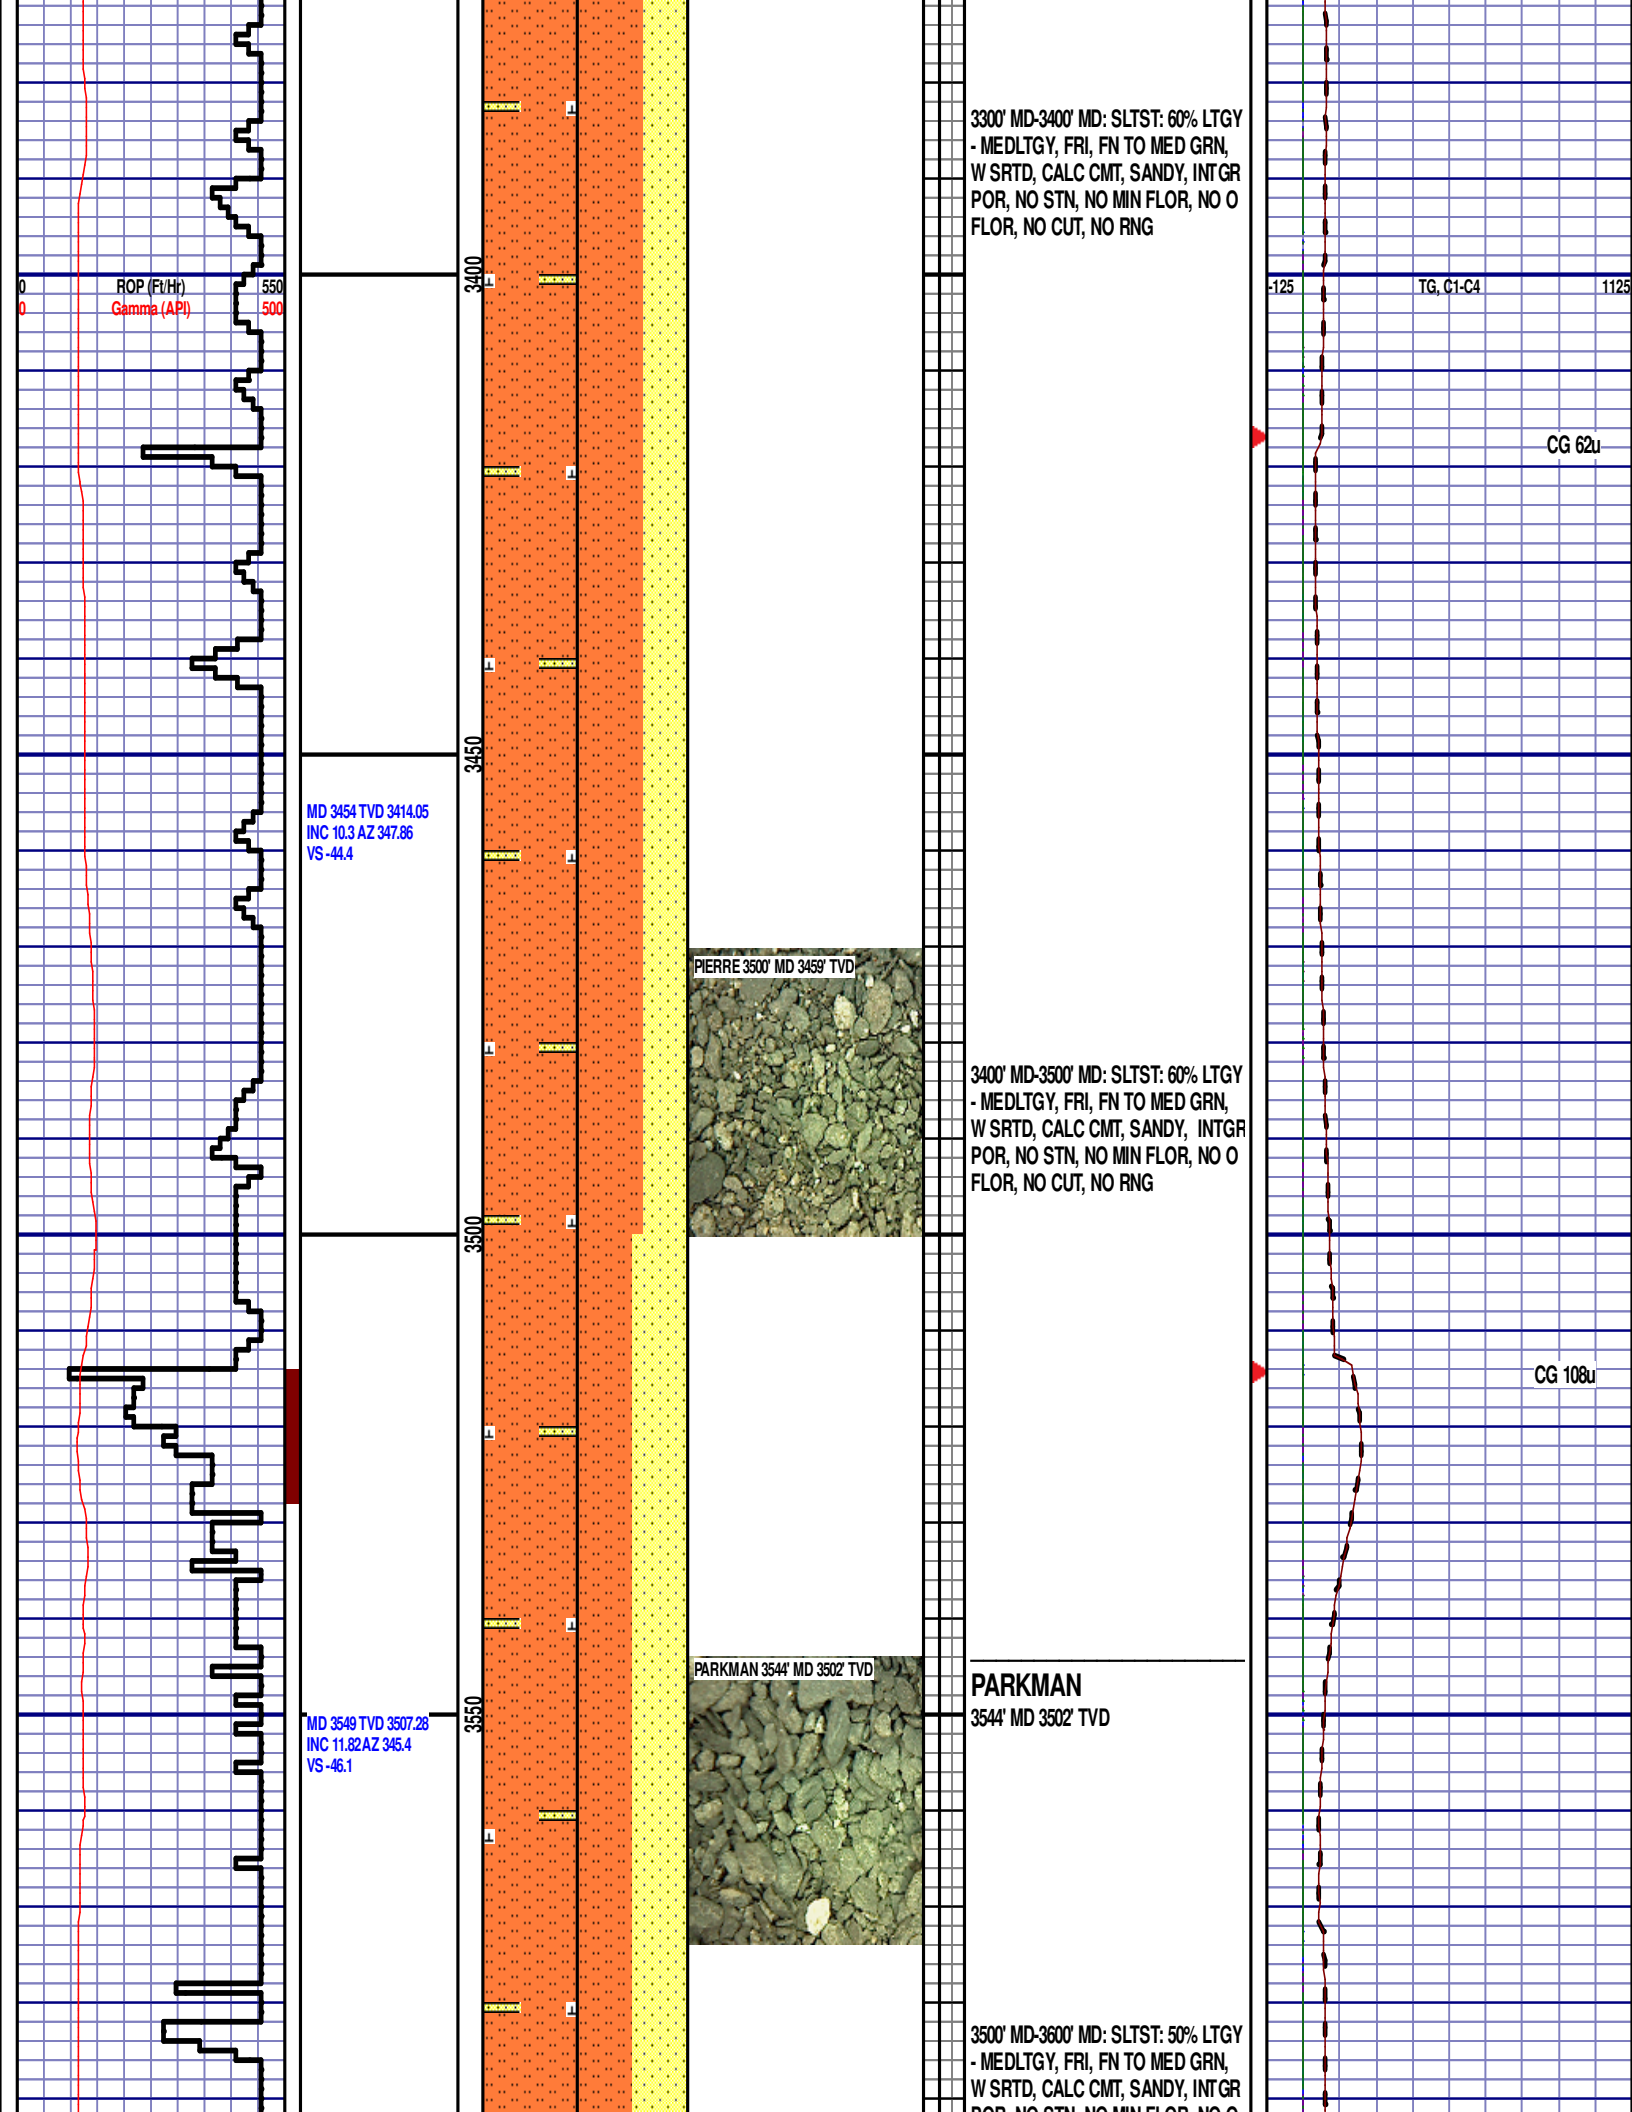 3300' MD-3400' MD: SLTST: 60% LTGY
- MEDLTGY, FRI, FN TO MED GRN,
W SRTD, CALC CMT, SANDY, INTGR
POR, NO STN, NO MIN FLOR, NO O
FLOR, NO CUT, NO RNG
3400
0 ROP (Ft/Hr) 550
0 Gamma (API) 500
-125 TG, C1-C4 1125
CG 62u
3450
MD 3454 TVD 3414.05
INC 10.3 AZ 347.86
VS -44.4
PIERRE 3500' MD 3459' TVD
3400' MD-3500' MD: SLTST: 60% LTGY
- MEDLTGY, FRI, FN TO MED GRN,
W SRTD, CALC CMT, SANDY, INTGR
POR, NO STN, NO MIN FLOR, NO O
FLOR, NO CUT, NO RNG
3500
CG 108u
PARKMAN 3544' MD 3502' TVD
PARKMAN
3544' MD 3502' TVD
3550
MD 3549 TVD 3507.28
INC 11.82 AZ 345.4
VS -46.1
3500' MD-3600' MD: SLTST: 50% LTGY
- MEDLTGY, FRI, FN TO MED GRN,
W SRTD, CALC CMT, SANDY, INTGR
POR, NO STN, NO MIN FLOR, NO O